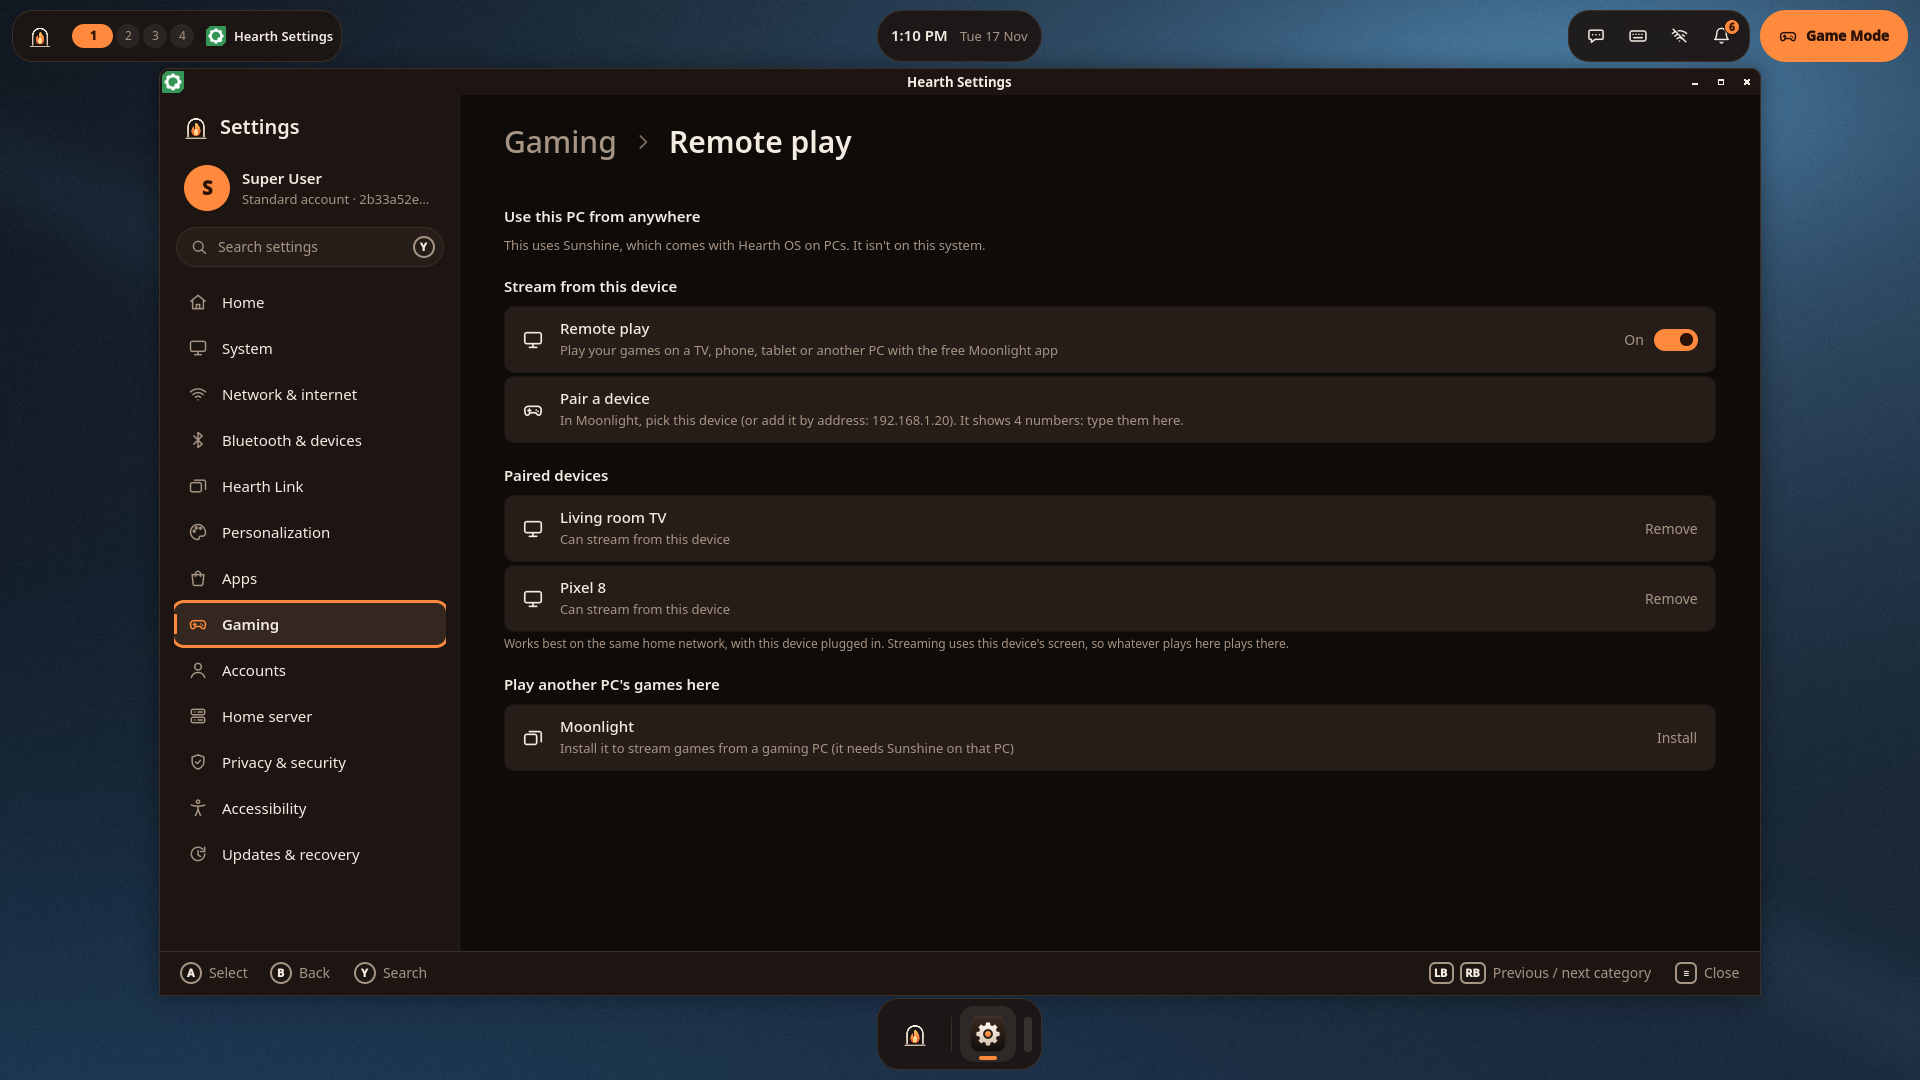 1 2 3 4 Hearth Settings
1:10 PM Tue 17 Nov
6
Game Mode
Hearth Settings
Settings
S
Super User
Standard account · 2b33a52e...
Search settings Y
Home
System
Network & internet
Bluetooth & devices
Hearth Link
Personalization
Apps
Gaming
Accounts
Home server
Privacy & security
Accessibility
Updates & recovery
Gaming > Remote play
Use this PC from anywhere
This uses Sunshine, which comes with Hearth OS on PCs. It isn't on this system.
Stream from this device
Remote play
Play your games on a TV, phone, tablet or another PC with the free Moonlight app
On
Pair a device
In Moonlight, pick this device (or add it by address: 192.168.1.20). It shows 4 numbers: type them here.
Paired devices
Living room TV
Can stream from this device
Remove
Pixel 8
Can stream from this device
Remove
Works best on the same home network, with this device plugged in. Streaming uses this device's screen, so whatever plays here plays there.
Play another PC's games here
Moonlight
Install it to stream games from a gaming PC (it needs Sunshine on that PC)
Install
A Select B Back Y Search
LB RB Previous / next category ≡ Close